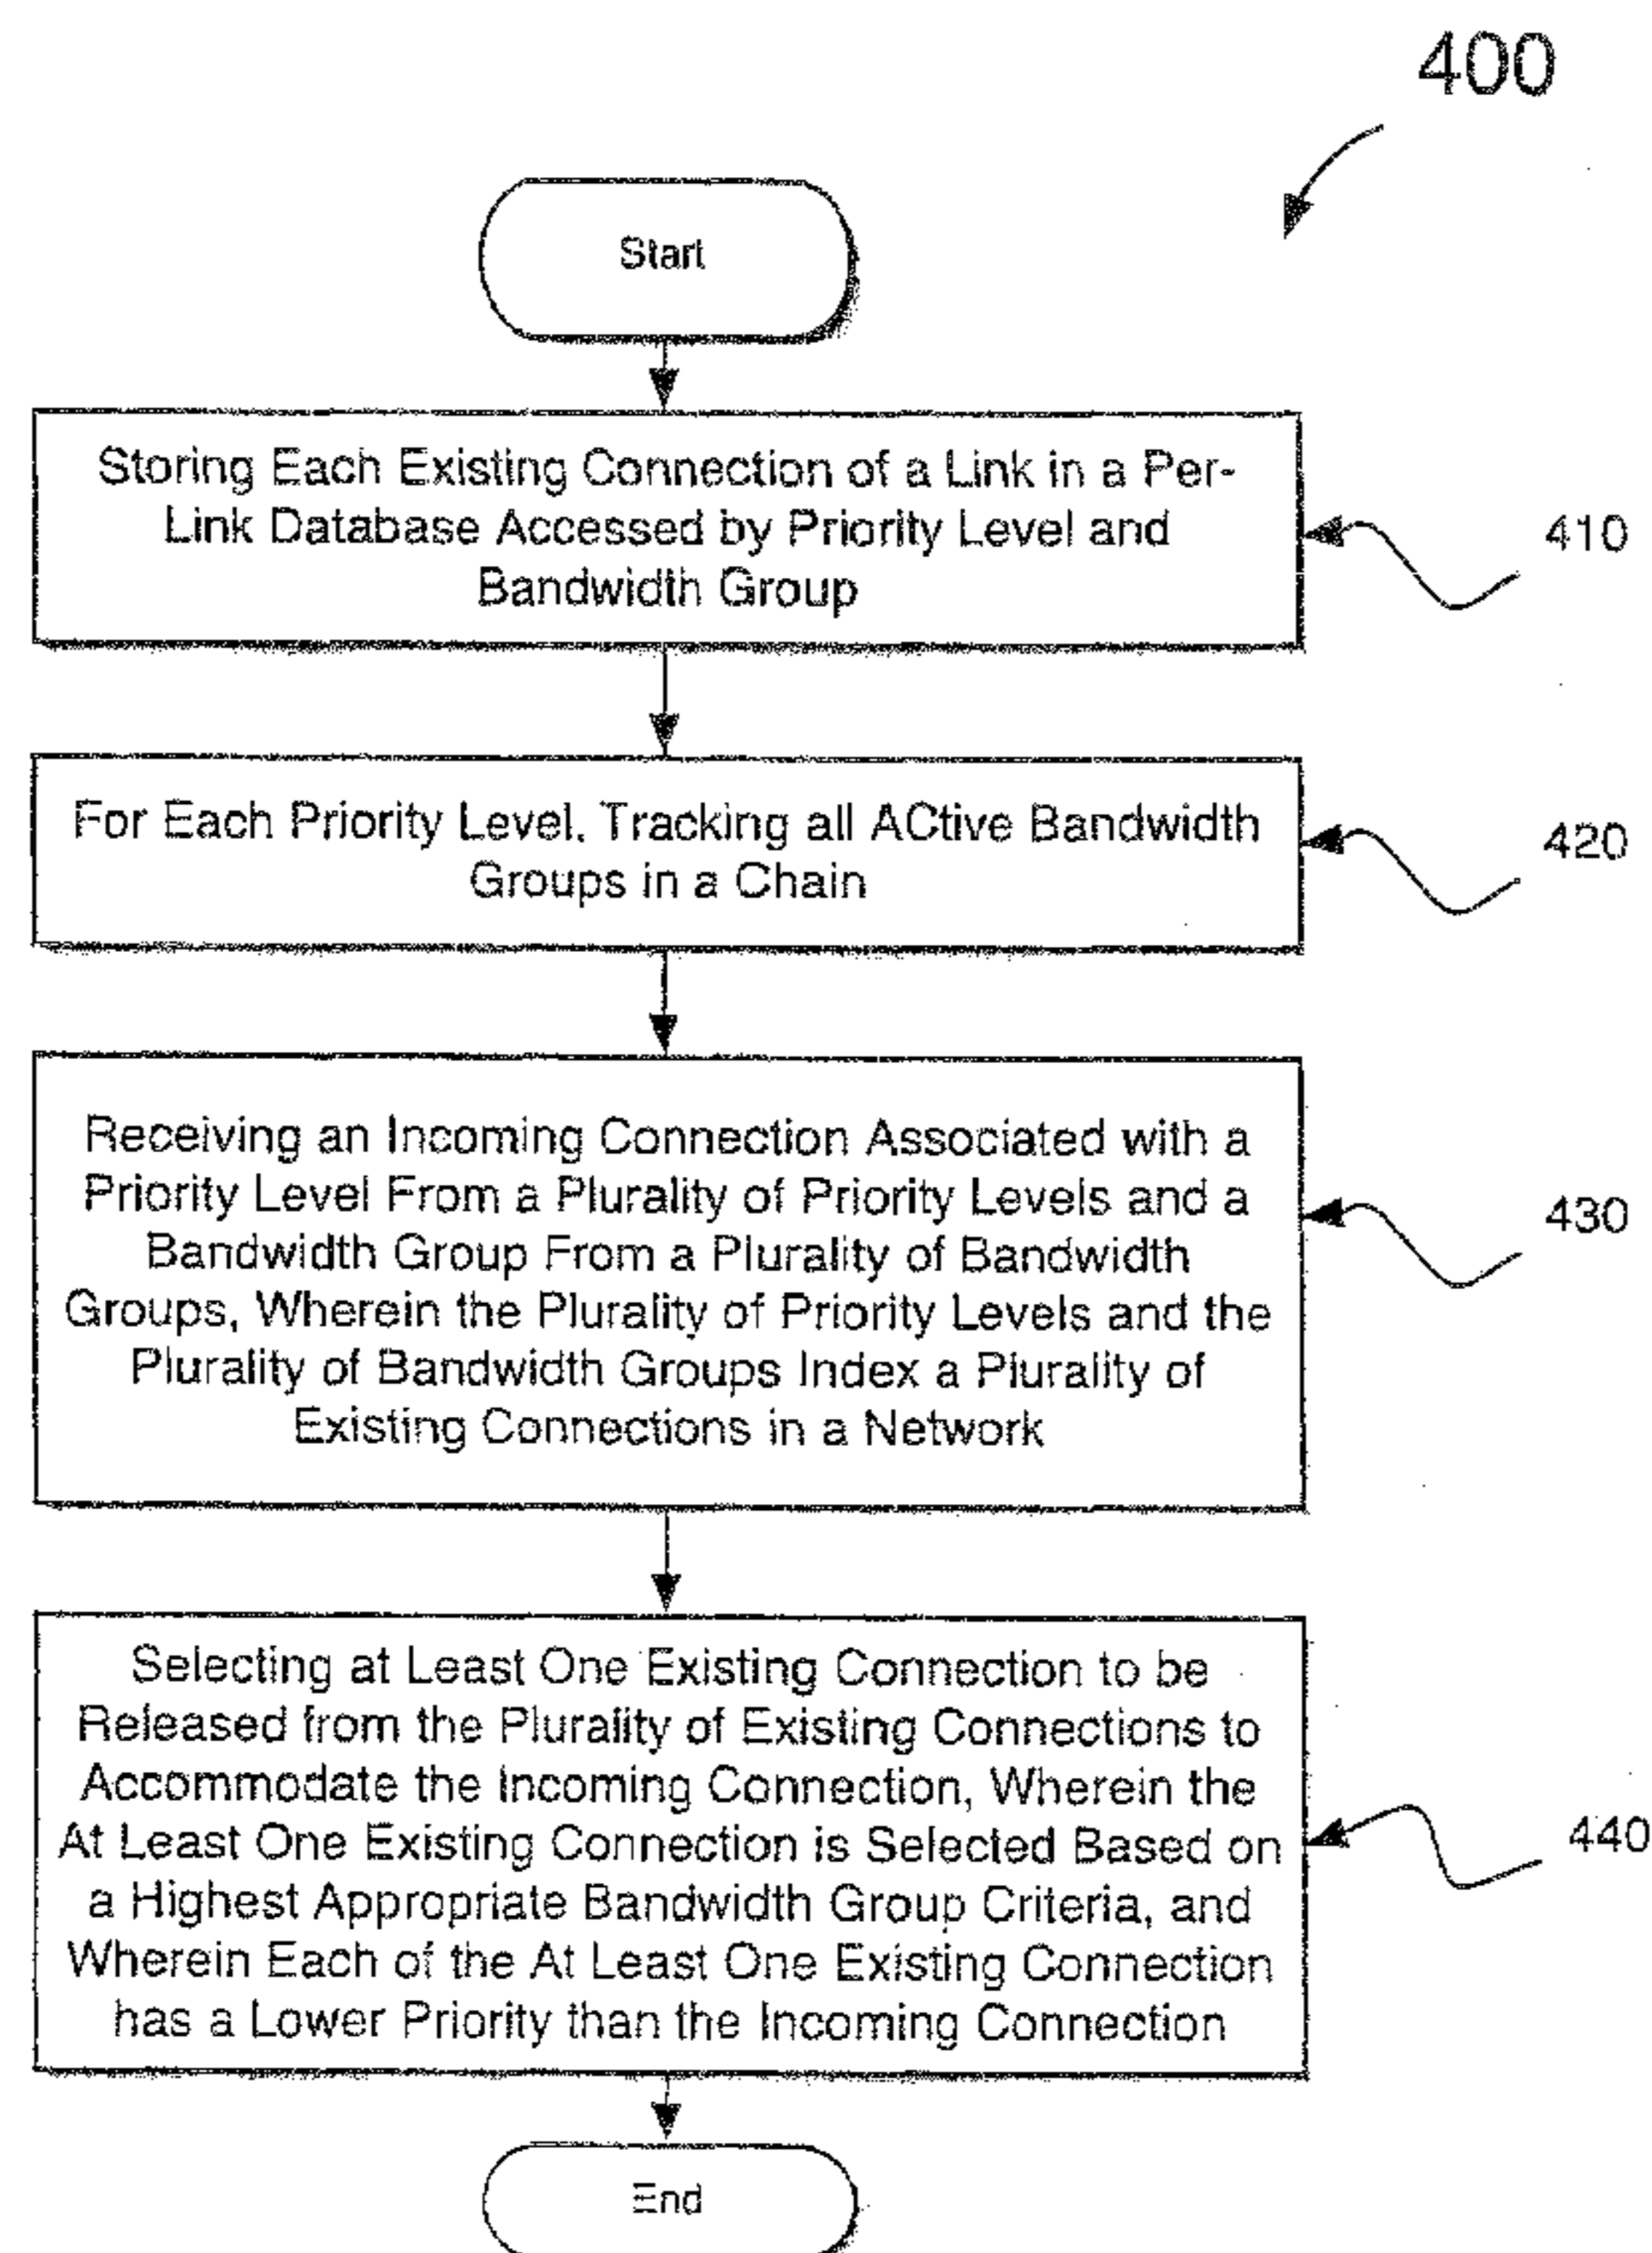 400
Start
Storing Each Existing Connection of a Link in a Per-
Link Database Accessed by Priority Level and
Bandwidth Group
410
For Each Priority Level, Tracking all ACtive Bandwidth
Groups in a Chain
420
Receiving an Incoming Connection Associated with a
Priority Level From a Plurality of Priority Levels and a
Bandwidth Group From a Plurality of Bandwidth
Groups, Wherein the Plurality of Priority Levels and the
Plurality of Bandwidth Groups Index a Plurality of
Existing Connections in a Network
430
Selecting at Least One Existing Connection to be
Released from the Plurality of Existing Connections to
Accommodate the Incoming Connection, Wherein the
At Least One Existing Connection is Selected Based on
a Highest Appropriate Bandwidth Group Criteria, and
Wherein Each of the At Least One Existing Connection
has a Lower Priority than the Incoming Connection
440
End